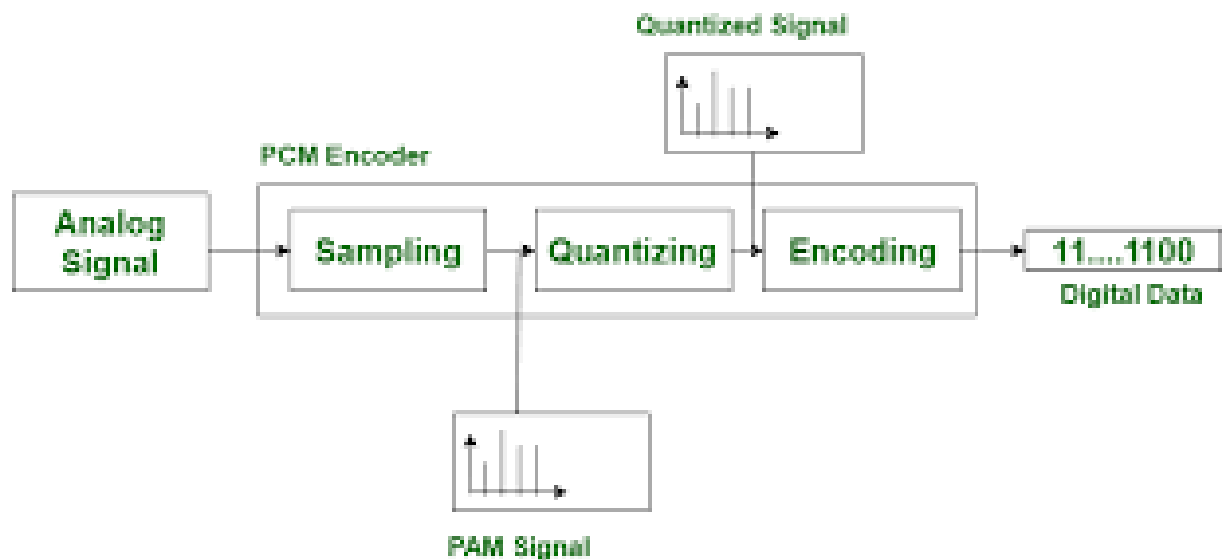 Quantized Signal
PCM Encoder
Analog
Signal
Sampling
Quantizing
Encoding
11....1100
Digital Data
PAM Signal